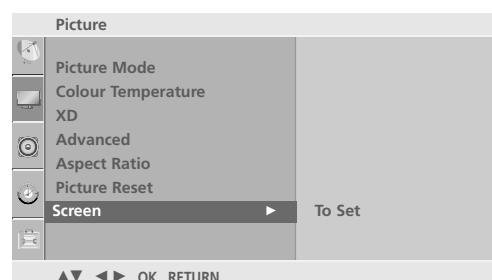 Picture
Picture Mode
Colour Temperature
XD
Advanced
Aspect Ratio
Picture Reset
Screen ► To Set
▲▼ ◄► OK RETURN